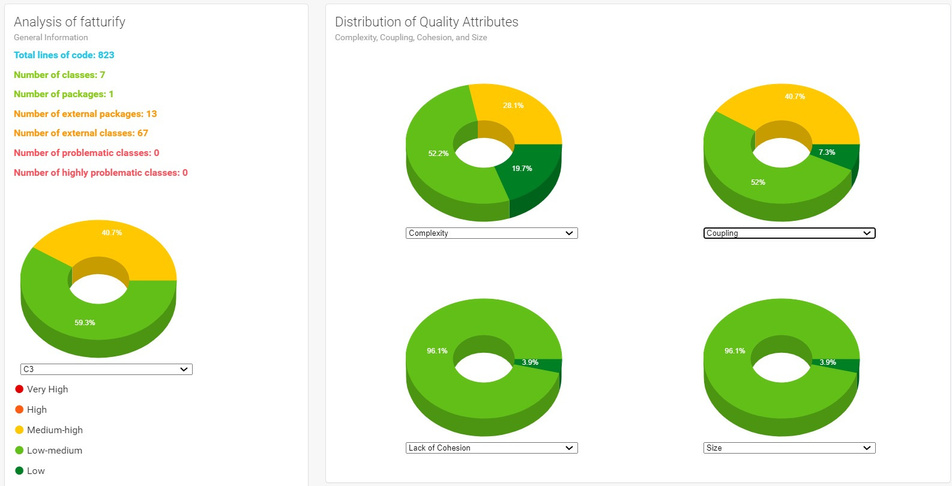 Analysis of fatturify
General Information
Total lines of code: 823
Number of classes: 7
Number of packages: 1
Number of external packages: 13
Number of external classes: 67
Number of problematic classes: 0
Number of highly problematic classes: 0
40.7%
59.3%
C3
Very High
High
Medium-high
Low-medium
Low
Distribution of Quality Attributes
Complexity, Coupling, Cohesion, and Size
28.1%
52.2%
19.7%
Complexity
40.7%
7.3%
52%
Coupling
96.1%
3.9%
Lack of Cohesion
96.1%
3.9%
Size